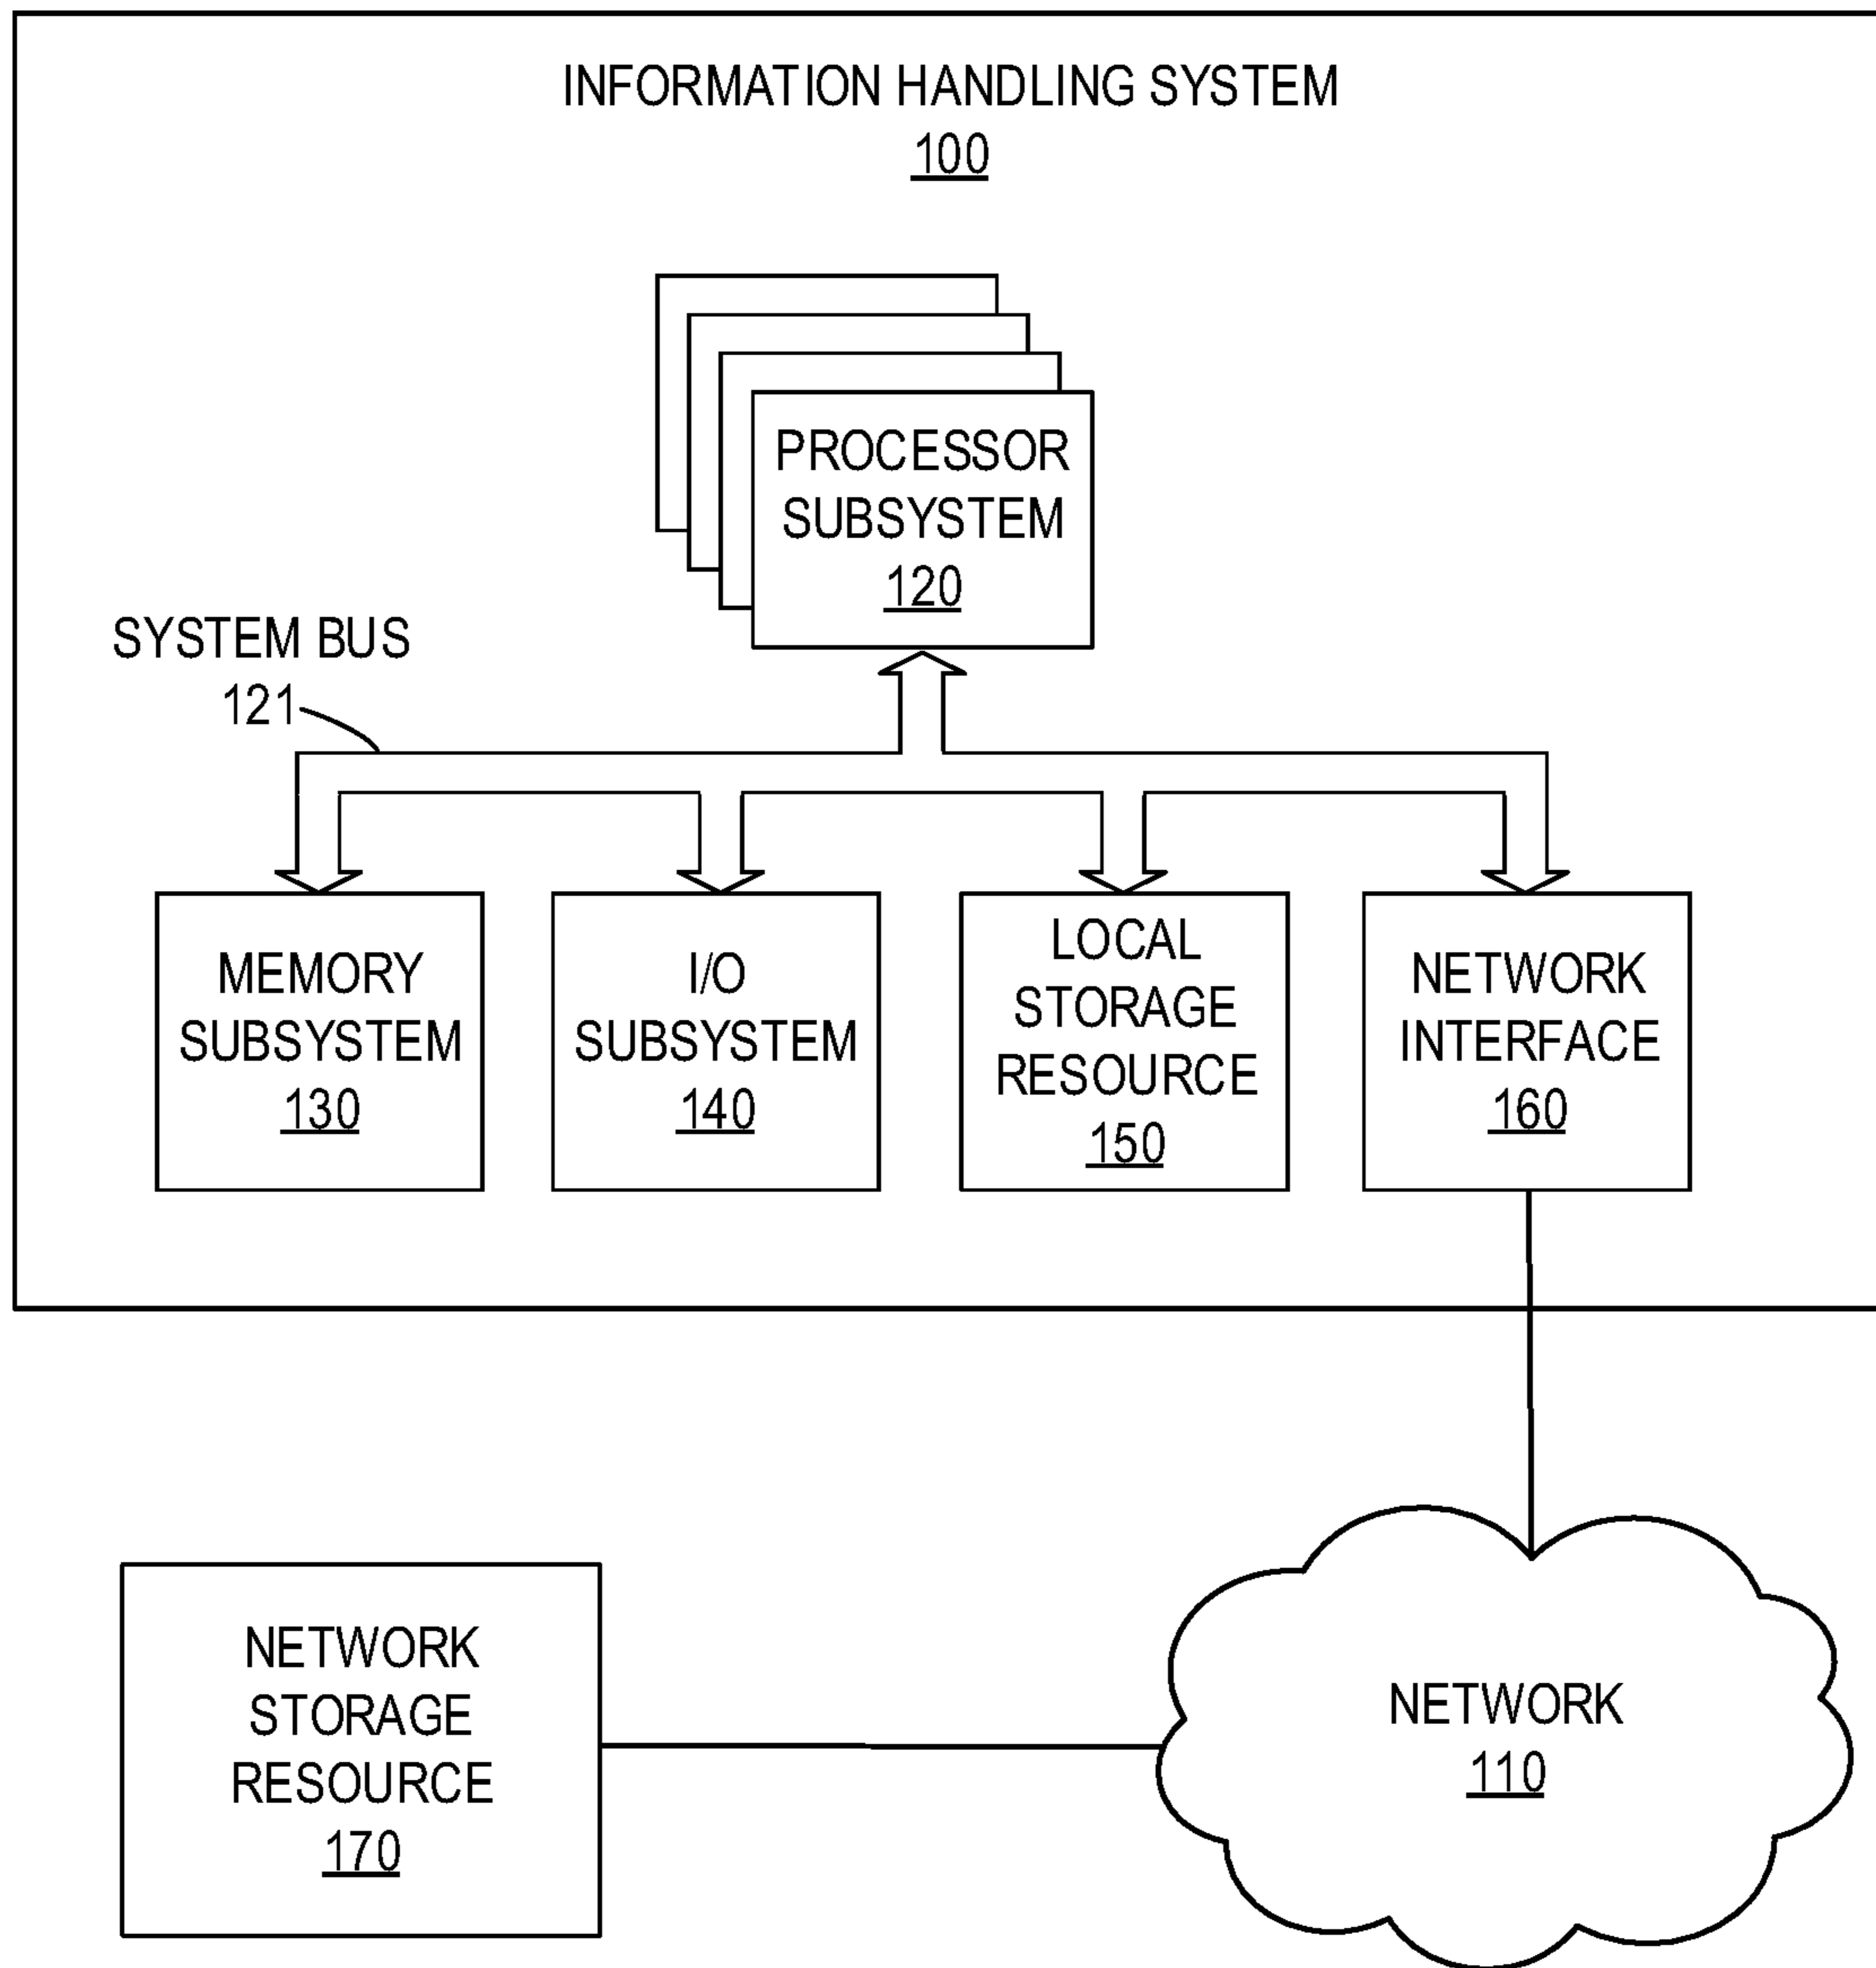 INFORMATION HANDLING SYSTEM
100
PROCESSOR
SUBSYSTEM
120
SYSTEM BUS
121
MEMORY
SUBSYSTEM
130
I/O
SUBSYSTEM
140
LOCAL
STORAGE
RESOURCE
150
NETWORK
INTERFACE
160
NETWORK
STORAGE
RESOURCE
170
NETWORK
110